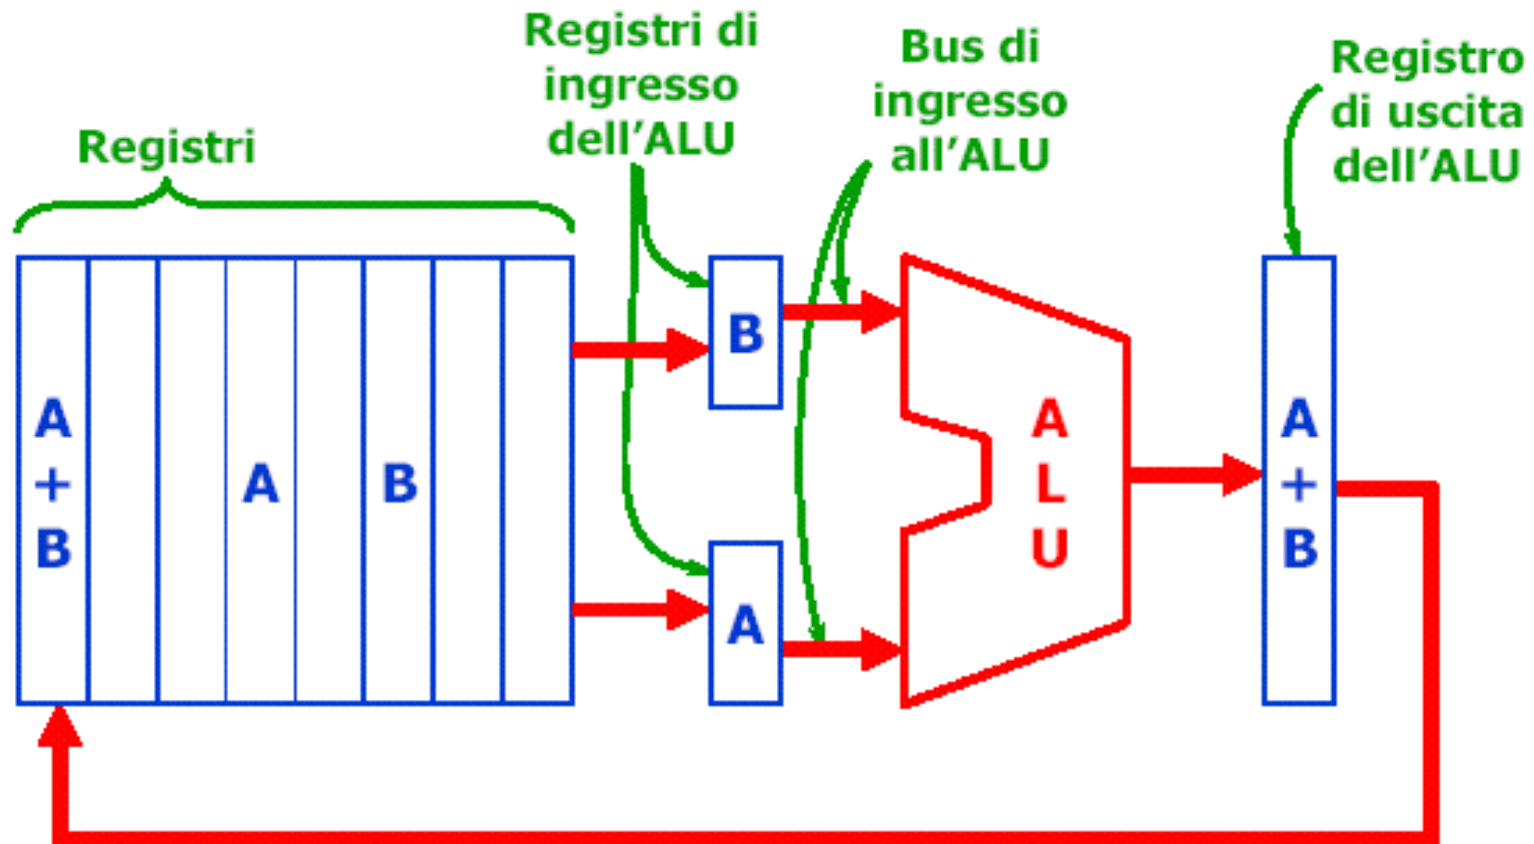 Registri
Registri di
ingresso
dell’ALU
Bus di
ingresso
all’ALU
Registro
di uscita
dell’ALU
A
+
B
A
B
B
A
A
L
U
A
+
B